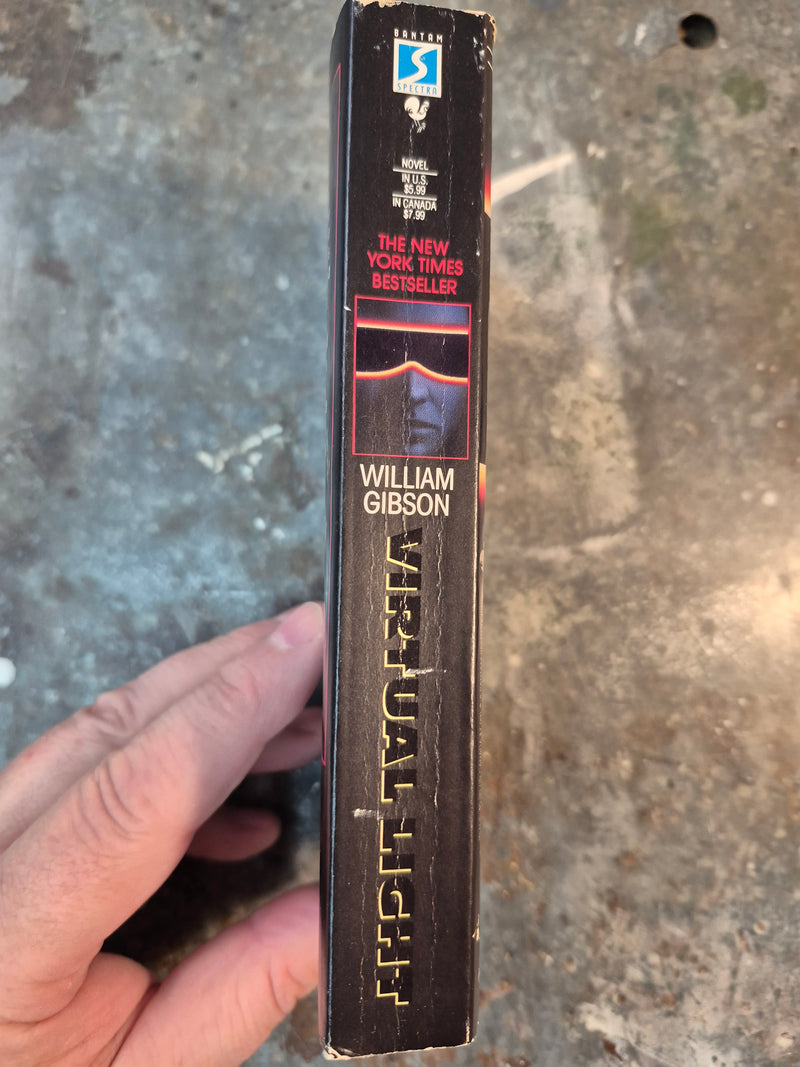 BANTAM
S
SPECTRA
NOVEL
IN U.S.
$5.99
IN CANADA
$7.99
THE NEW
YORK TIMES
BESTSELLER
WILLIAM
GIBSON
VIRTUAL LIGHT